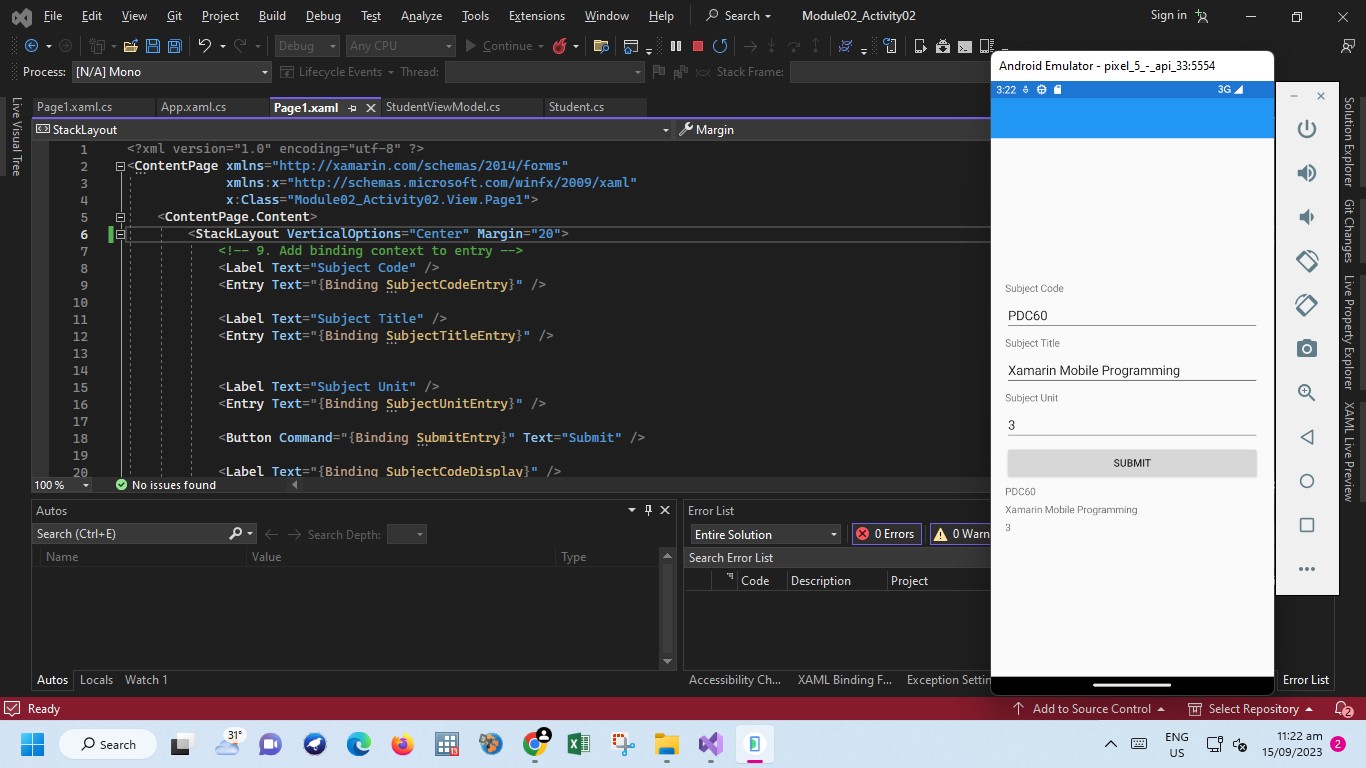 File Edit View Git Project Build Debug Test Analyze Tools Extensions Window Help Search Module02_Activity02 Sign in
Debug Any CPU Continue
Process: [N/A] Mono Lifecycle Events Thread: Stack Frame:
Android Emulator - pixel_5_-_api_33:5554
Page1.xaml.cs App.xaml.cs Page1.xaml StudentViewModel.cs Student.cs
StackLayout Margin
1 <?xml version="1.0" encoding="utf-8" ?>
2 <ContentPage xmlns="http://xamarin.com/schemas/2014/forms"
3 xmlns:x="http://schemas.microsoft.com/winfx/2009/xaml"
4 x:Class="Module02_Activity02.View.Page1">
5 <ContentPage.Content>
6 <StackLayout VerticalOptions="Center" Margin="20">
7 <!-- 9. Add binding context to entry -->
8 <Label Text="Subject Code" />
9 <Entry Text="{Binding SubjectCodeEntry}" />
10
11 <Label Text="Subject Title" />
12 <Entry Text="{Binding SubjectTitleEntry}" />
13
14
15 <Label Text="Subject Unit" />
16 <Entry Text="{Binding SubjectUnitEntry}" />
17
18 <Button Command="{Binding SubmitEntry}" Text="Submit" />
19
20 <Label Text="{Binding SubjectCodeDisplay}" />
100 % No issues found
Autos
Search (Ctrl+E) Search Depth:
Name Value Type
Autos Locals Watch 1
Error List
Entire Solution 0 Errors 0 Warn
Search Error List
Code Description Project
Accessibility Ch... XAML Binding F... Exception Settin
Error List
3:22 3G
Subject Code
PDC60
Subject Title
Xamarin Mobile Programming
Subject Unit
3
SUBMIT
PDC60
Xamarin Mobile Programming
3
Live Visual Tree
Solution Explorer
Git Changes
Live Property Explorer
XAML Live Preview
Ready Add to Source Control Select Repository 2
Search 31° ENG US 11:22 am 15/09/2023 2